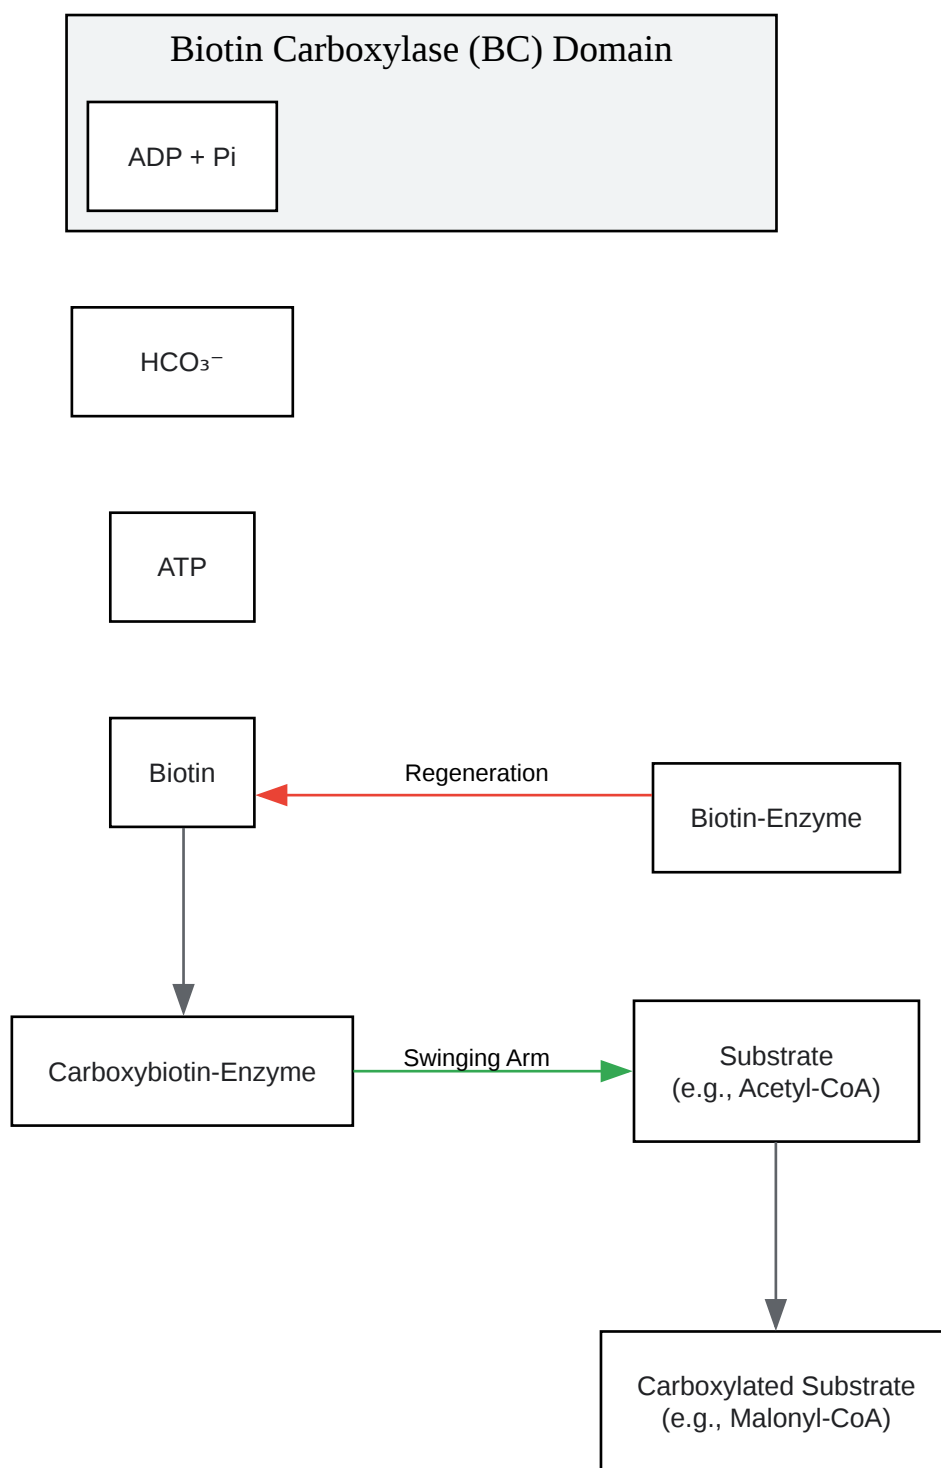 Biotin Carboxylase (BC) Domain
ADP + Pi
HCO₃⁻
ATP
Biotin
Regeneration
Biotin-Enzyme
Carboxybiotin-Enzyme
Swinging Arm
Substrate
(e.g., Acetyl-CoA)
Carboxylated Substrate
(e.g., Malonyl-CoA)